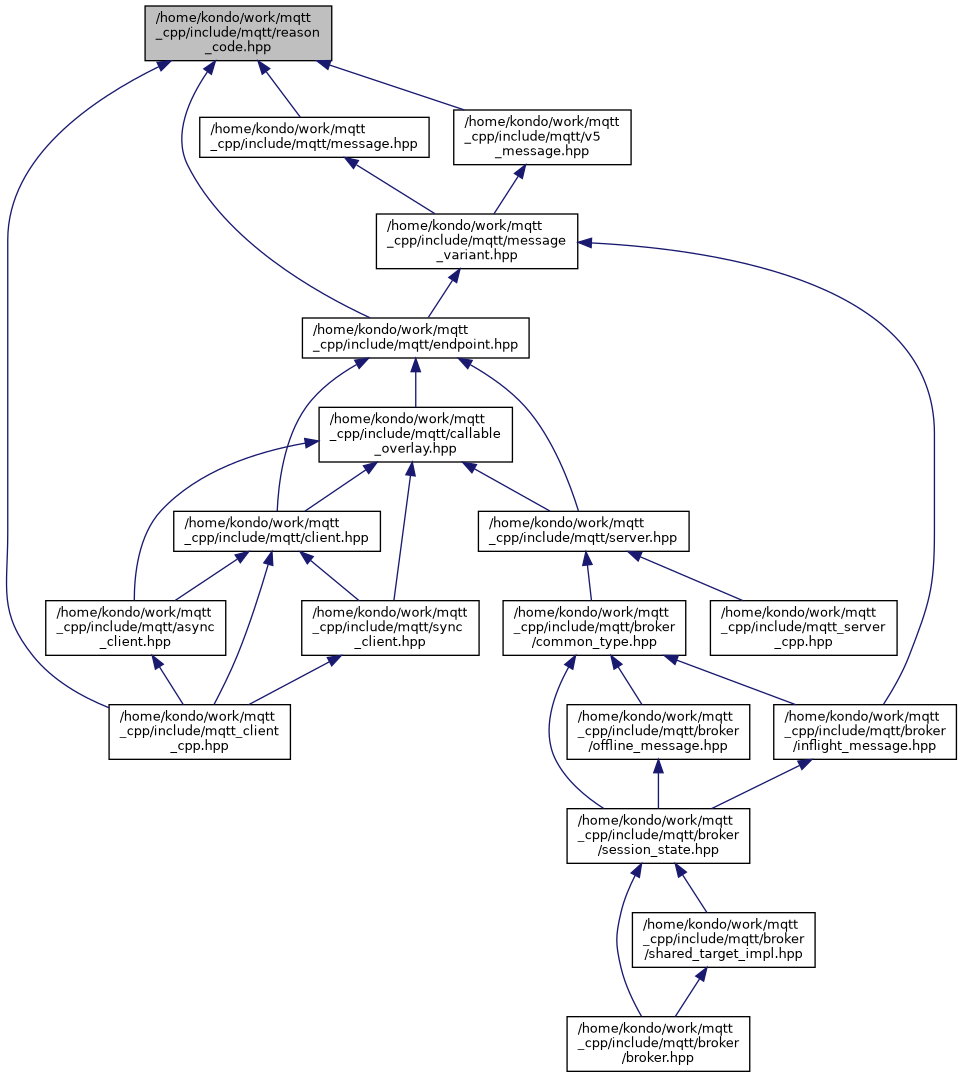 /home/kondo/work/mqtt
_cpp/include/mqtt/reason
_code.hpp
/home/kondo/work/mqtt
_cpp/include/mqtt/message.hpp
/home/kondo/work/mqtt
_cpp/include/mqtt/v5
_message.hpp
/home/kondo/work/mqtt
_cpp/include/mqtt/message
_variant.hpp
/home/kondo/work/mqtt
_cpp/include/mqtt/endpoint.hpp
/home/kondo/work/mqtt
_cpp/include/mqtt/callable
_overlay.hpp
/home/kondo/work/mqtt
_cpp/include/mqtt/client.hpp
/home/kondo/work/mqtt
_cpp/include/mqtt/server.hpp
/home/kondo/work/mqtt
_cpp/include/mqtt/async
_client.hpp
/home/kondo/work/mqtt
_cpp/include/mqtt/sync
_client.hpp
/home/kondo/work/mqtt
_cpp/include/mqtt/broker
/common_type.hpp
/home/kondo/work/mqtt
_cpp/include/mqtt_server
_cpp.hpp
/home/kondo/work/mqtt
_cpp/include/mqtt_client
_cpp.hpp
/home/kondo/work/mqtt
_cpp/include/mqtt/broker
/offline_message.hpp
/home/kondo/work/mqtt
_cpp/include/mqtt/broker
/inflight_message.hpp
/home/kondo/work/mqtt
_cpp/include/mqtt/broker
/session_state.hpp
/home/kondo/work/mqtt
_cpp/include/mqtt/broker
/shared_target_impl.hpp
/home/kondo/work/mqtt
_cpp/include/mqtt/broker
/broker.hpp